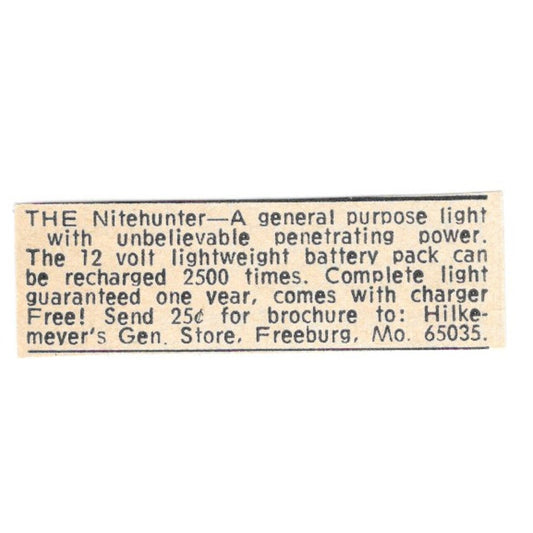 THE Nitehunter—A general purpose light
with unbelievable penetrating power.
The 12 volt lightweight battery pack can
be recharged 2500 times. Complete light
guaranteed one year, comes with charger
Free! Send 25¢ for brochure to: Hilke-
meyer's Gen. Store, Freeburg, Mo. 65035.